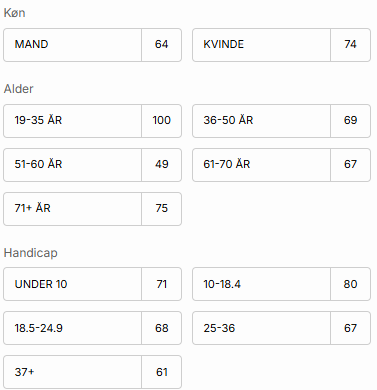 Køn
MAND 64 KVINDE 74
Alder
19-35 ÅR 100 36-50 ÅR 69
51-60 ÅR 49 61-70 ÅR 67
71+ ÅR 75
Handicap
UNDER 10 71 10-18.4 80
18.5-24.9 68 25-36 67
37+ 61